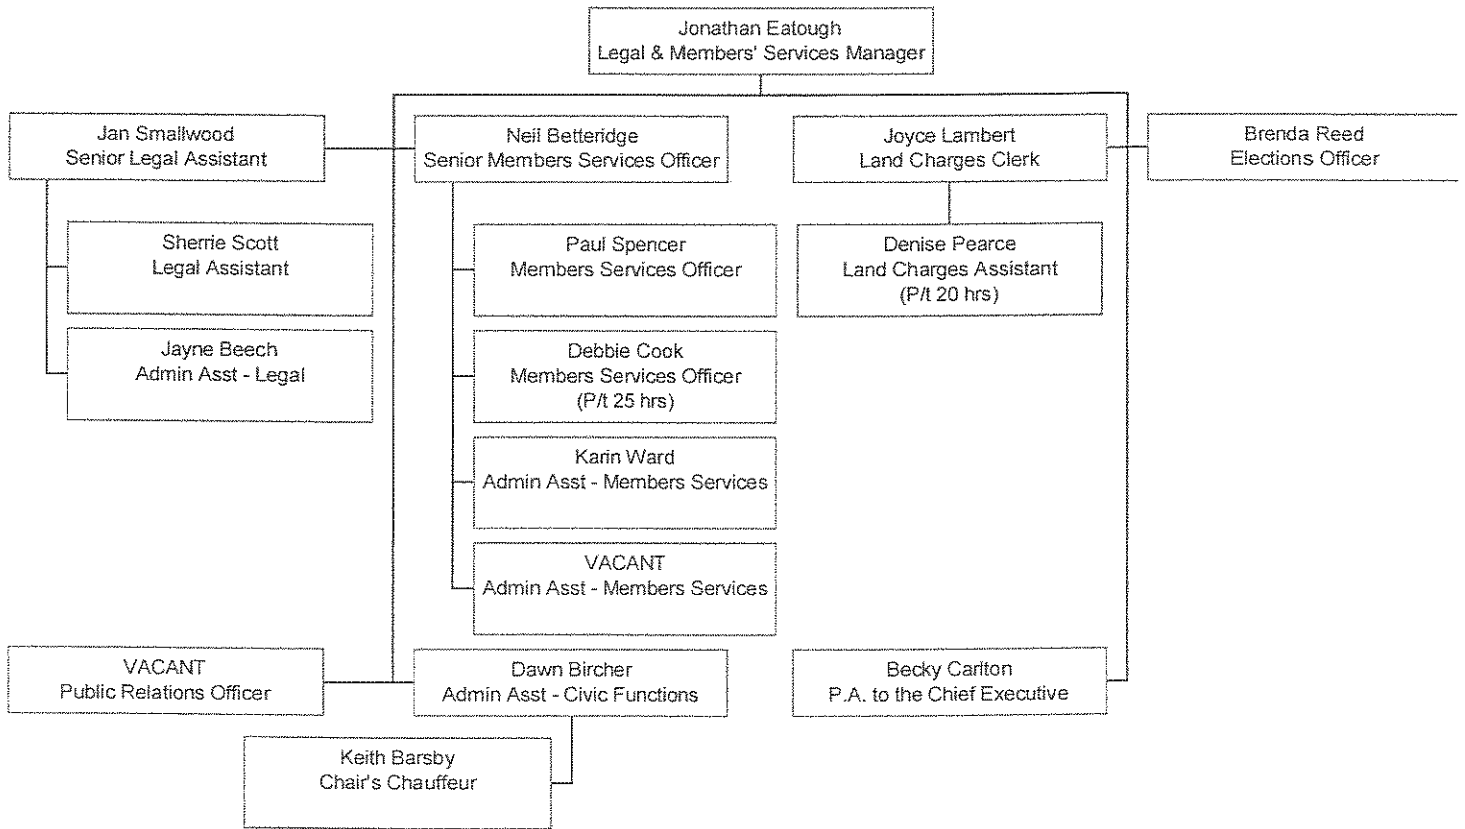 Jonathan Eatough
Legal & Members' Services Manager
Jan Smallwood
Senior Legal Assistant
Neil Betteridge
Senior Members Services Officer
Joyce Lambert
Land Charges Clerk
Brenda Reed
Elections Officer
Sherrie Scott
Legal Assistant
Jayne Beech
Admin Asst - Legal
Paul Spencer
Members Services Officer
Debbie Cook
Members Services Officer
(P/t 25 hrs)
Karin Ward
Admin Asst - Members Services
VACANT
Admin Asst - Members Services
Denise Pearce
Land Charges Assistant
(P/t 20 hrs)
VACANT
Public Relations Officer
Dawn Bircher
Admin Asst - Civic Functions
Keith Barsby
Chair's Chauffeur
Becky Carlton
P.A. to the Chief Executive